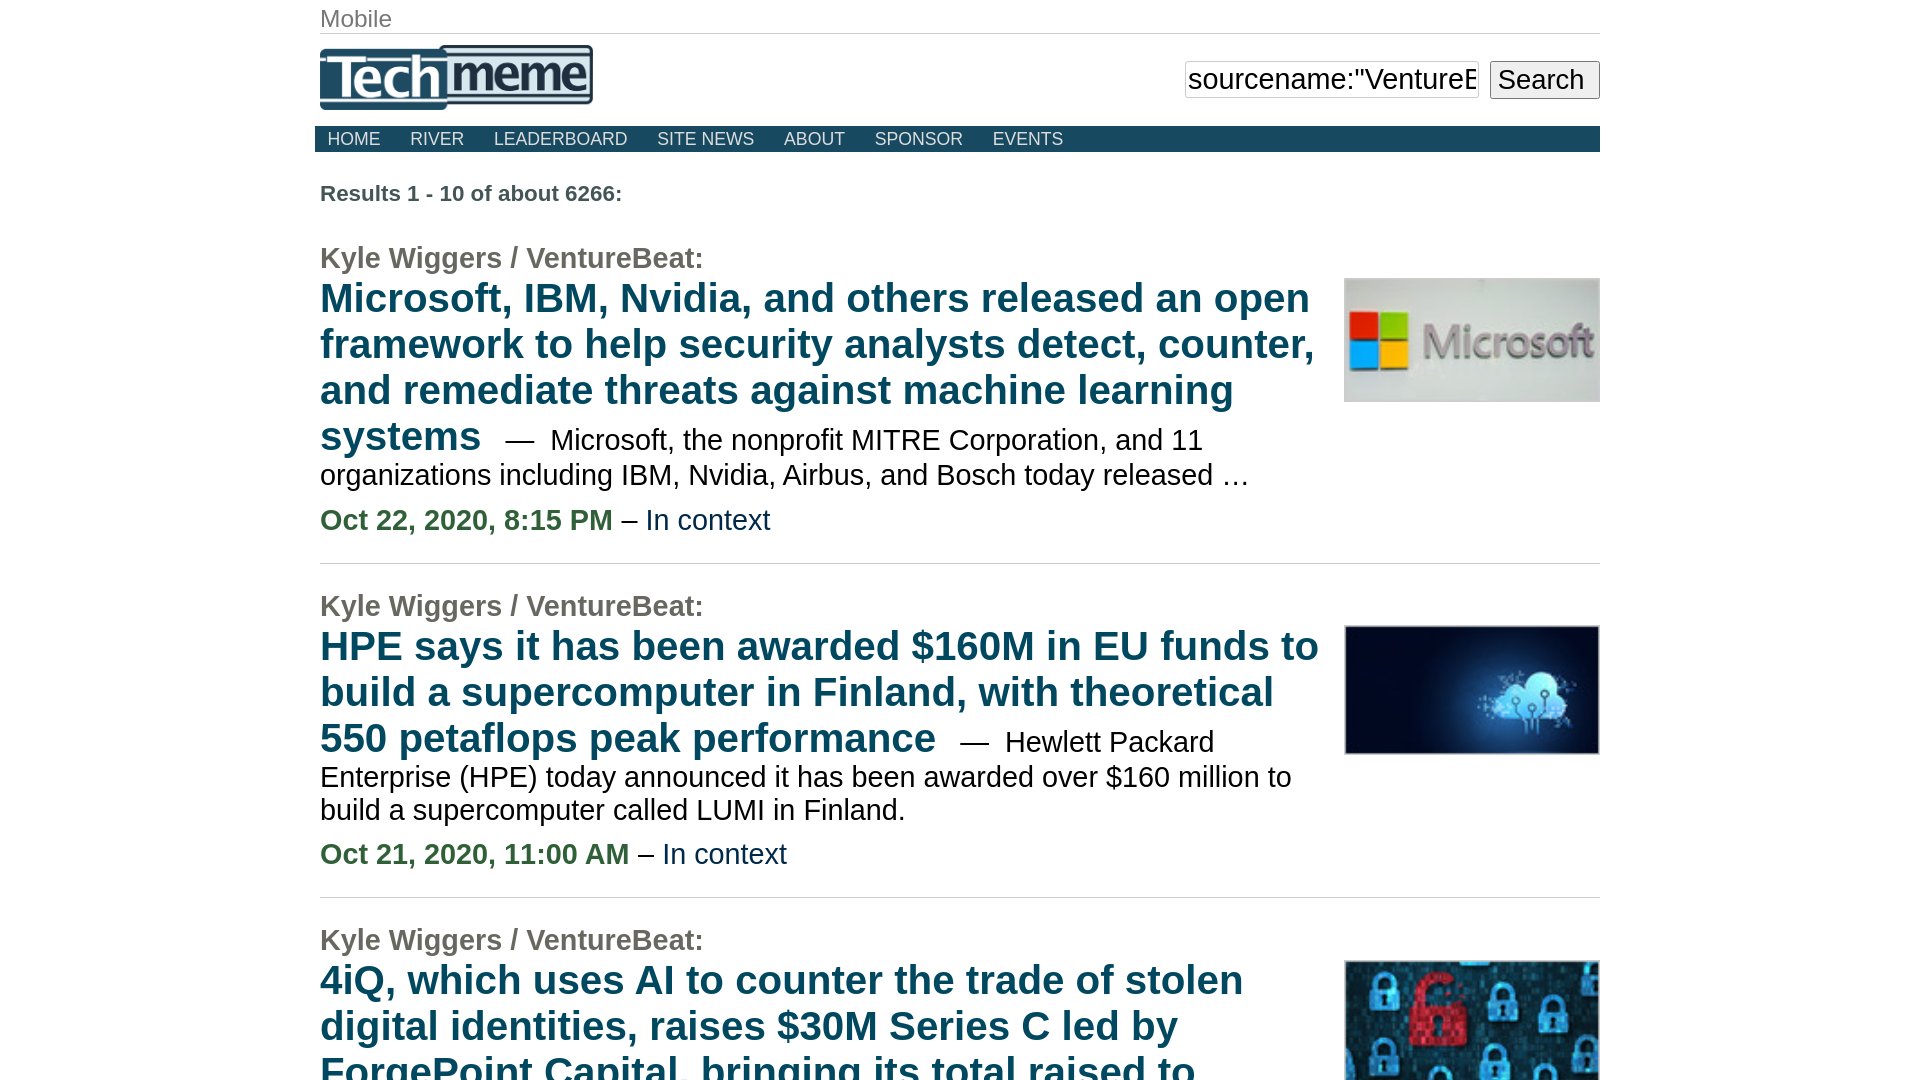 Mobile
Techmeme
sourcename:"VentureB
Search
HOME RIVER LEADERBOARD SITE NEWS ABOUT SPONSOR EVENTS
Results 1 - 10 of about 6266:
Kyle Wiggers / VentureBeat:
Microsoft, IBM, Nvidia, and others released an open
framework to help security analysts detect, counter,
and remediate threats against machine learning
systems — Microsoft, the nonprofit MITRE Corporation, and 11
organizations including IBM, Nvidia, Airbus, and Bosch today released …
Microsoft
Oct 22, 2020, 8:15 PM – In context
Kyle Wiggers / VentureBeat:
HPE says it has been awarded $160M in EU funds to
build a supercomputer in Finland, with theoretical
550 petaflops peak performance — Hewlett Packard
Enterprise (HPE) today announced it has been awarded over $160 million to
build a supercomputer called LUMI in Finland.
Oct 21, 2020, 11:00 AM – In context
Kyle Wiggers / VentureBeat:
4iQ, which uses AI to counter the trade of stolen
digital identities, raises $30M Series C led by
ForgePoint Capital, bringing its total raised to